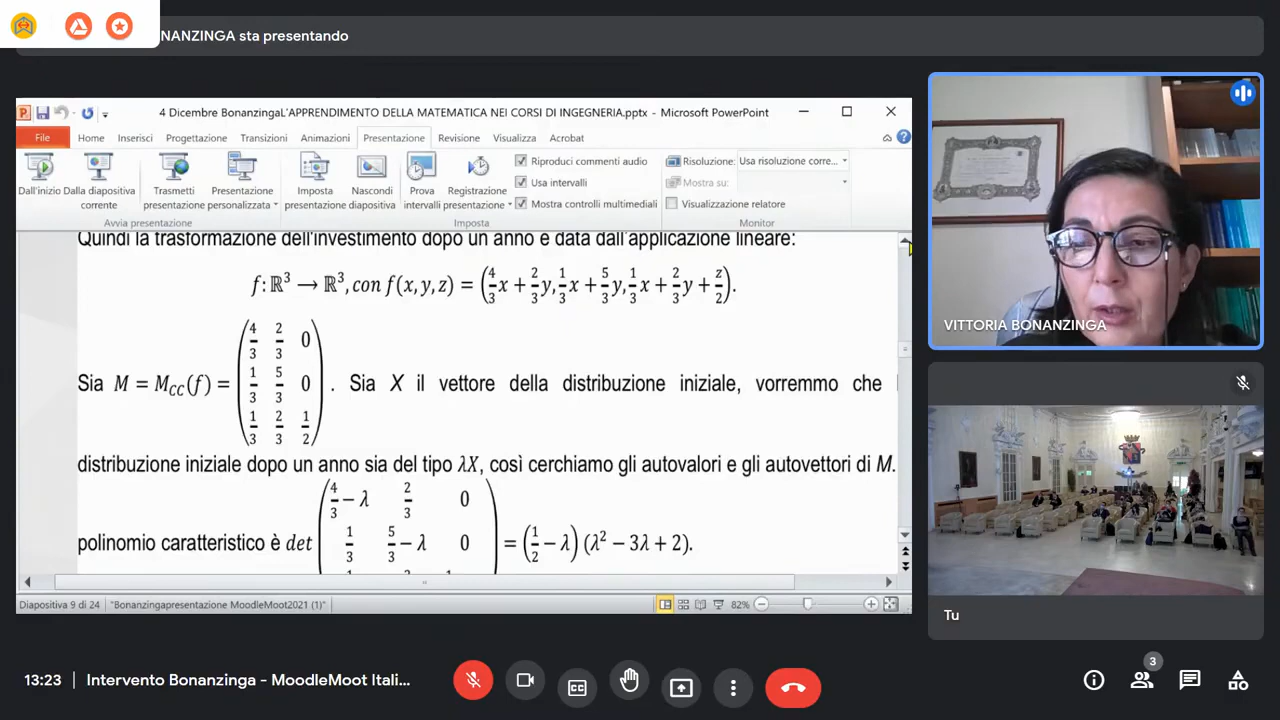 NANZINGA sta presentando
4 Dicembre BonanzingaL'APPRENDIMENTO DELLA MATEMATICA NEI CORSI DI INGEGNERIA.pptx - Microsoft PowerPoint
File Home Inserisci Progettazione Transizioni Animazioni Presentazione Revisione Visualizza Acrobat
Dall'inizio
Dalla diapositiva corrente
Trasmetti presentazione
Presentazione personalizzata
Avvia presentazione
Imposta presentazione
Nascondi diapositiva
Prova intervalli
Registrazione presentazione
Riproduci commenti audio
Usa intervalli
Mostra controlli multimediali
Imposta
Risoluzione: Usa risoluzione corre...
Mostra su:
Visualizzazione relatore
Monitor
Quindi la trasformazione dell'investimento dopo un anno è data dall'applicazione lineare:
f: ℝ³ → ℝ³, con f(x, y, z) = (4/3 x + 2/3 y, 1/3 x + 5/3 y, 1/3 x + 2/3 y + z/2).
Sia M = M_CC(f) = (4/3 2/3 0; 1/3 5/3 0; 1/3 2/3 1/2). Sia X il vettore della distribuzione iniziale, vorremmo che
distribuzione iniziale dopo un anno sia del tipo λX, così cerchiamo gli autovalori e gli autovettori di M.
polinomio caratteristico è det (4/3 − λ 2/3 0; 1/3 5/3 − λ 0; = (1/2 − λ) (λ² − 3λ + 2).
Diapositiva 9 di 24 "Bonanzingapresentazione MoodleMoot2021 (1)" 82%
VITTORIA BONANZINGA
Tu
13:23 | Intervento Bonanzinga - MoodleMoot Itali...
CC
3